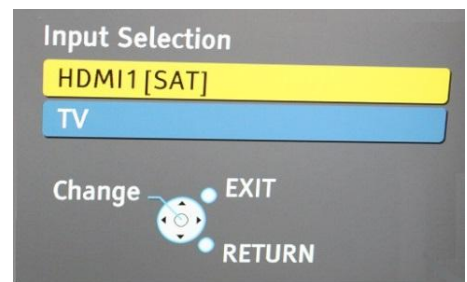 Input Selection
HDMI1[SAT]
TV
Change
EXIT
RETURN